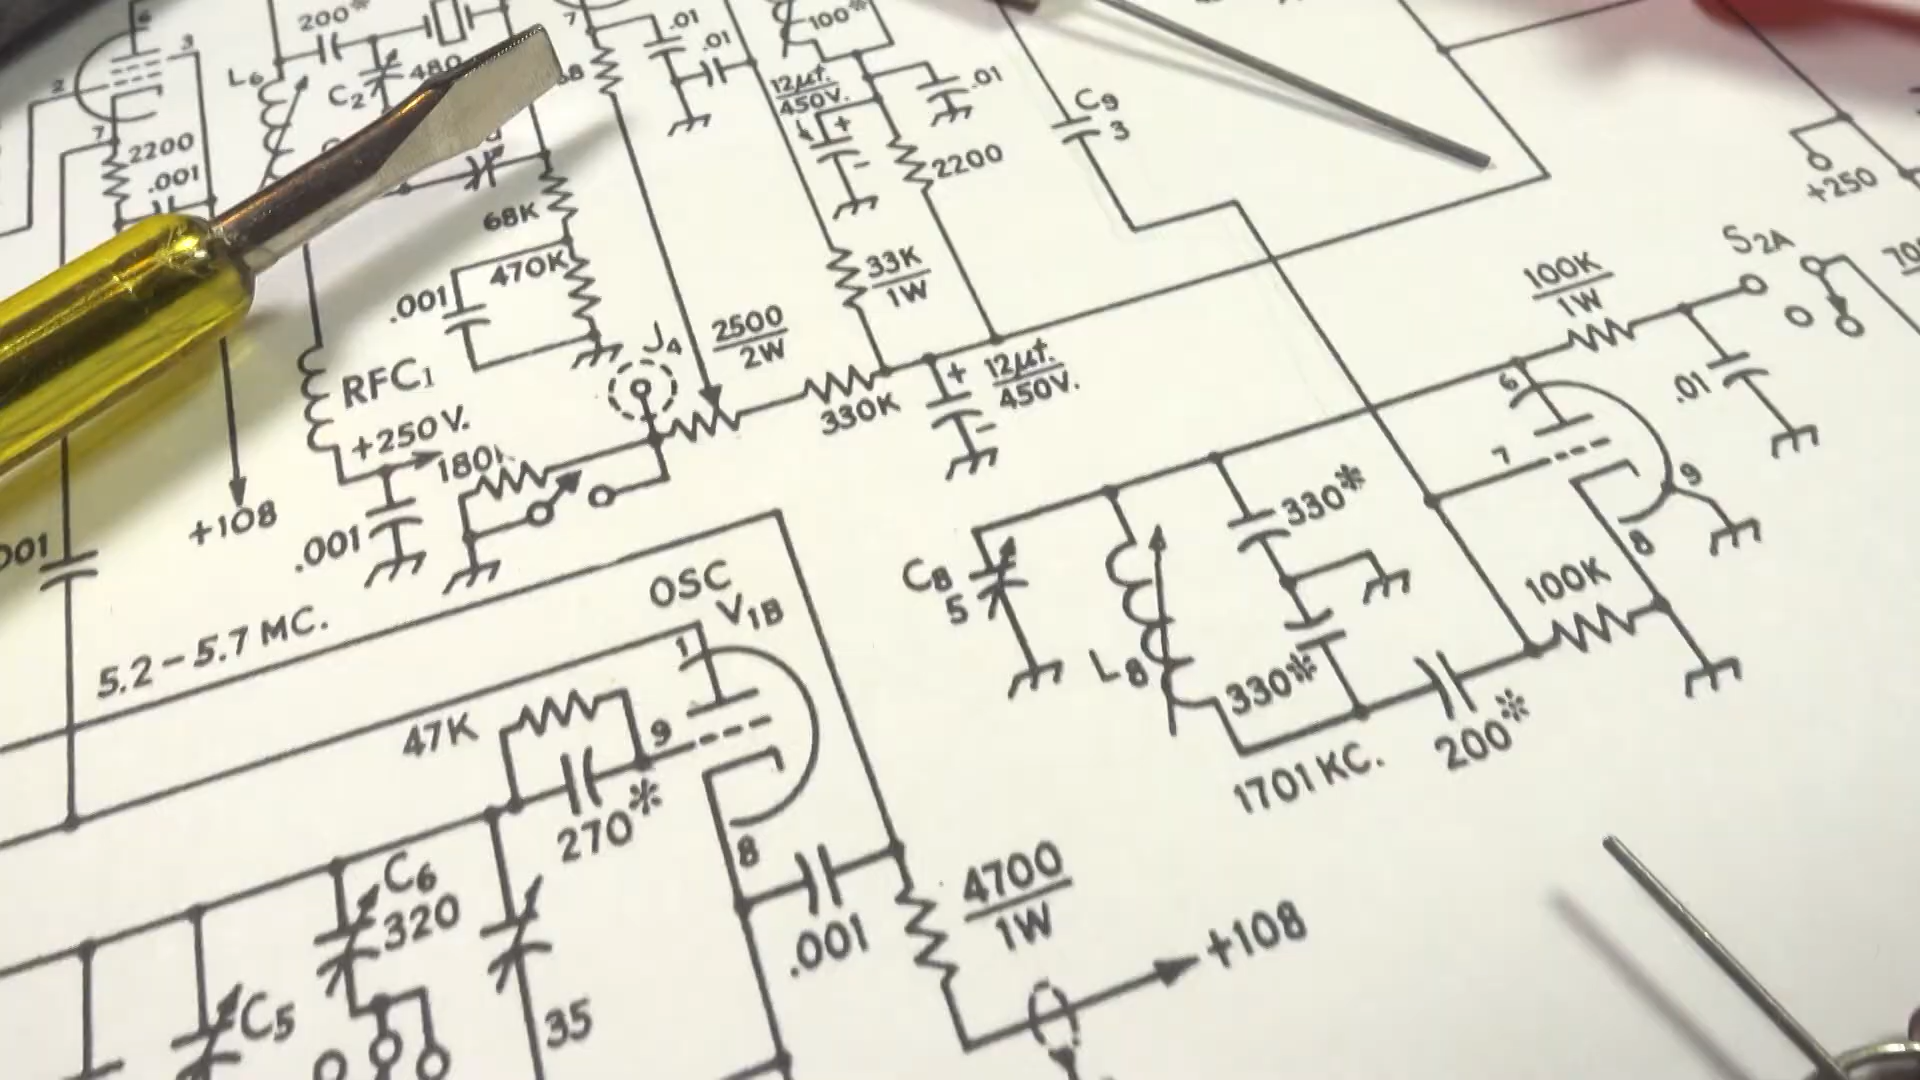 200*
.01
100*
3
.01
L6
480
2
C2
12µf.
450V.
.01
C9
3
7
2200
2200
.001
+250
68K
S2A
470K
33K
1W
100K
1W
.001
J4
2500
2W
RFC1
+
12µf.
450V.
6
.01
330K
+250V.
180K
7
9
330*
+108
.001
8
C8
5
100K
OSC
V1B
5.2-5.7 MC.
1
L8
330*
200*
47K
9
1701 KC.
270*
8
C6
320
4700
1W
.001
+108
C5
35